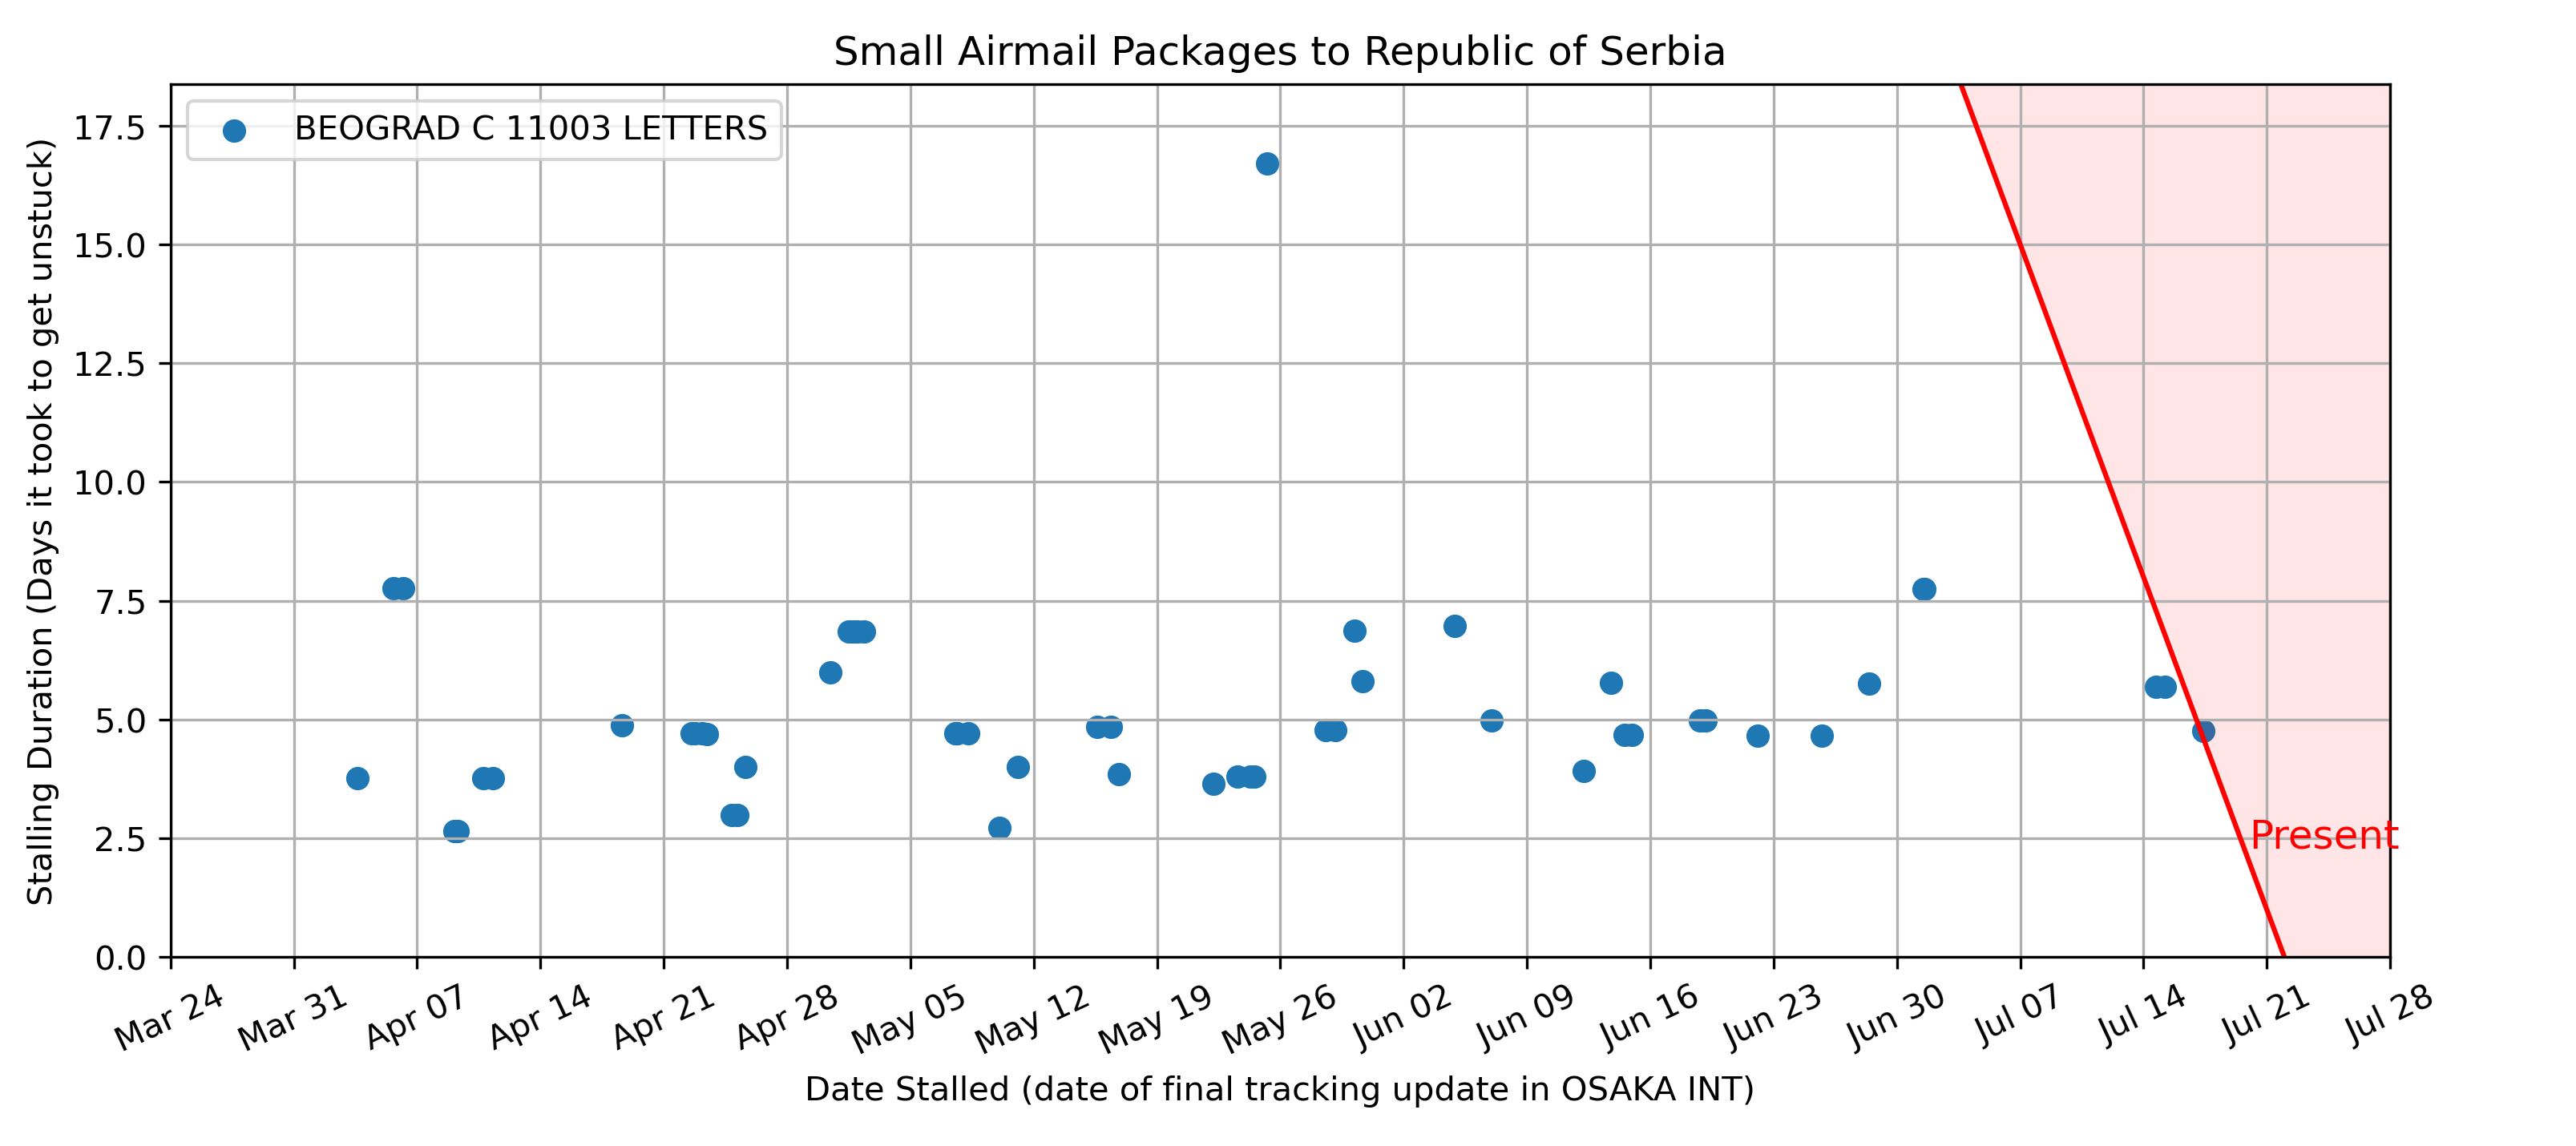 Small Airmail Packages to Republic of Serbia
BEOGRAD C 11003 LETTERS
Stalling Duration (Days it took to get unstuck)
17.5
15.0
12.5
10.0
7.5
5.0
2.5
0.0
Present
Mar 24
Mar 31
Apr 07
Apr 14
Apr 21
Apr 28
May 05
May 12
May 19
May 26
Jun 02
Jun 09
Jun 16
Jun 23
Jun 30
Jul 07
Jul 14
Jul 21
Jul 28
Date Stalled (date of final tracking update in OSAKA INT)